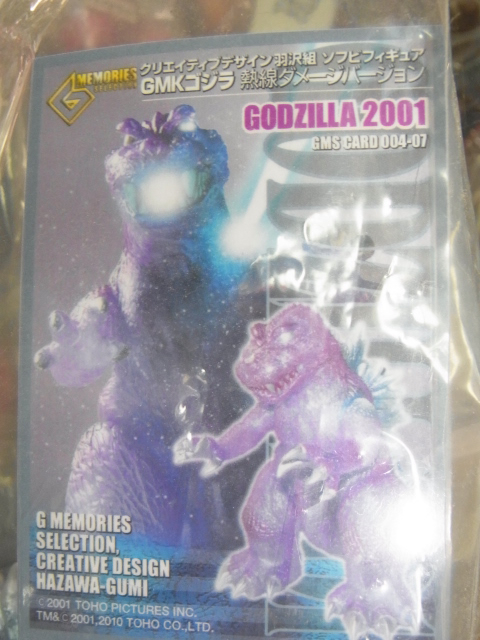 G MEMORIES
SELECTION
クリエイティブデザイン羽沢組 ソフビフィギュア
GMKゴジラ 熱線ダメージバージョン
GODZILLA 2001
GMS CARD 004-07
G MEMORIES
SELECTION,
CREATIVE DESIGN
HAZAWA-GUMI
©2001 TOHO PICTURES INC.
TM& ©2001,2010 TOHO CO.,LTD.